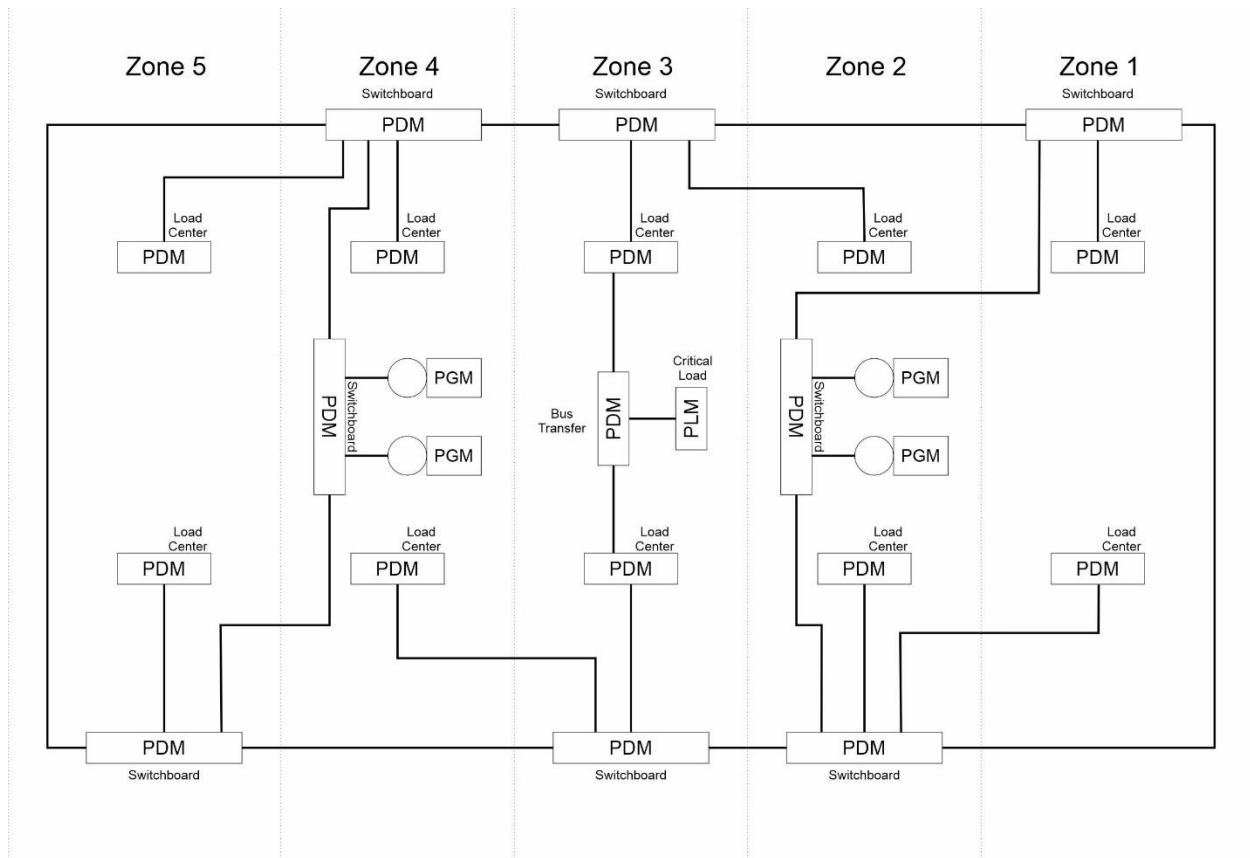 Zone 5
Zone 4
Zone 3
Zone 2
Zone 1
Switchboard
Switchboard
Switchboard
PDM
PDM
PDM
Load
Center
PDM
Load
Center
PDM
Load
Center
PDM
Load
Center
PDM
Load
Center
PDM
PDM
Switchboard
PGM
PGM
Bus
Transfer
PDM
Critical
Load
PLM
PDM
Switchboard
PGM
PGM
Load
Center
PDM
Load
Center
PDM
Load
Center
PDM
Load
Center
PDM
Load
Center
PDM
PDM
Switchboard
PDM
Switchboard
PDM
Switchboard